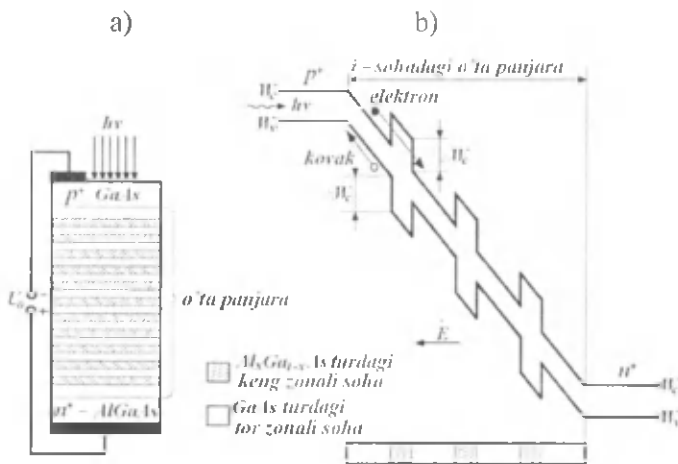 a)
b)
hν
p⁺ GaAs
o'ta panjara
n⁺ – AlGaAs
p⁺
i – sohadagi o'ta panjara
elektron
hν
kovak
E
n⁺
AlₓGa₁₋ₓAs turdagi
keng zonali soha
GaAs turdagi
tor zonali soha